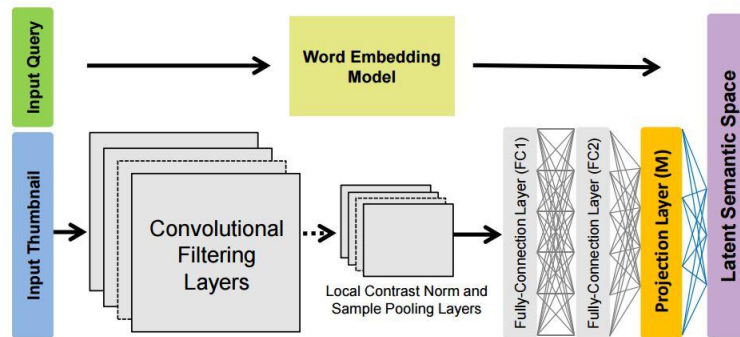 Input Query
Word Embedding
Model
Input Thumbnail
Convolutional
Filtering
Layers
Local Contrast Norm and
Sample Pooling Layers
Fully-Connection Layer (FC1)
Fully-Connection Layer (FC2)
Projection Layer (M)
Latent Semantic Space